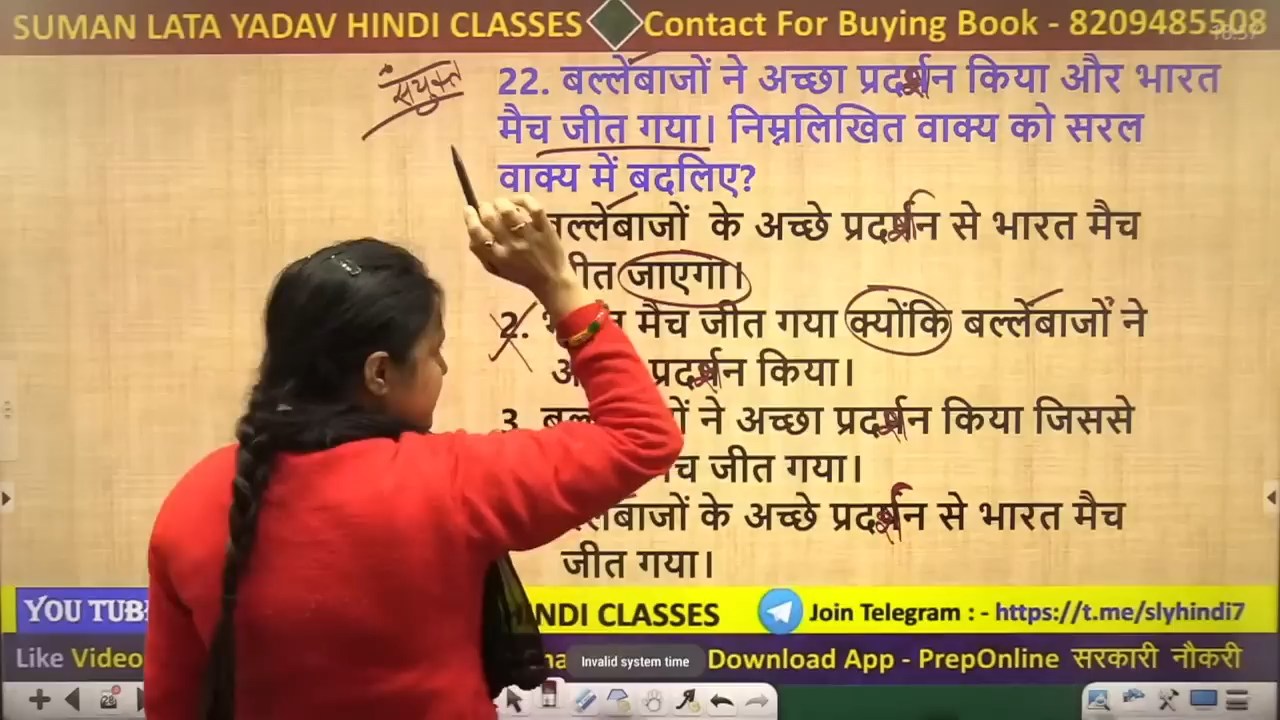 SUMAN LATA YADAV HINDI CLASSES Contact For Buying Book - 8209485508
संयुक्त
22. बल्लेंबाजों ने अच्छा प्रदर्शन किया और भारत
मैच जीत गया। निम्नलिखित वाक्य को सरल
वाक्य में बदलिए?
के अच्छे प्रदर्शन से भारत मैच
जाएगा।
2. मैच जीत गया क्योंकि बल्लेंबाजों ने
प्रदर्शन किया।
3. ने अच्छा प्रदर्शन किया जिससे
जीत गया।
के अच्छे प्रदर्शन से भारत मैच
जीत गया।
YOU TUB HINDI CLASSES Join Telegram : - https://t.me/slyhindi7
Like Video Invalid system time Download App - PrepOnline सरकारी नौकरी